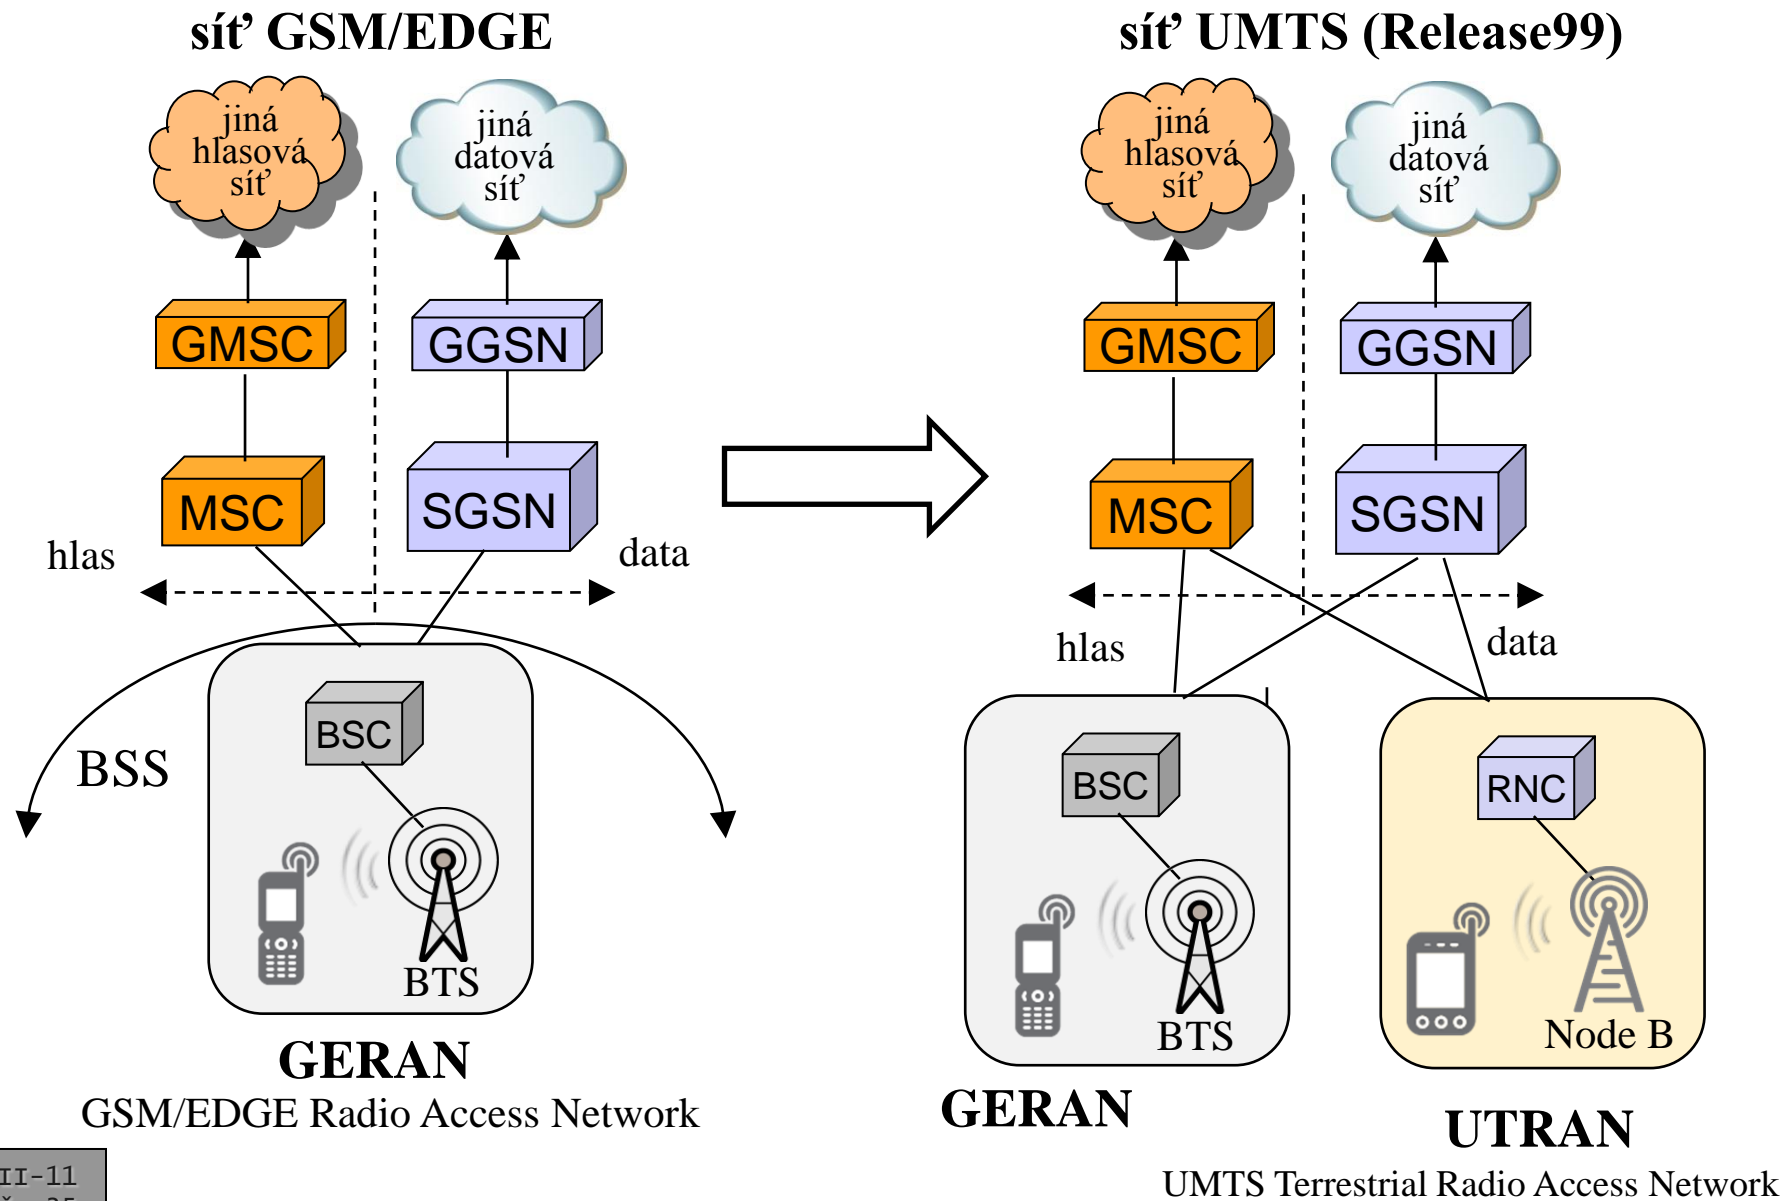 síť GSM/EDGE
jiná
hlasová
síť
jiná
datová
síť
GMSC
GGSN
MSC
SGSN
hlas
data
BSS
BSC
BTS
GERAN
GSM/EDGE Radio Access Network
síť UMTS (Release99)
jiná
hlasová
síť
jiná
datová
síť
GMSC
GGSN
MSC
SGSN
hlas
data
BSC
BTS
RNC
Node B
GERAN
UTRAN
UMTS Terrestrial Radio Access Network
II-11